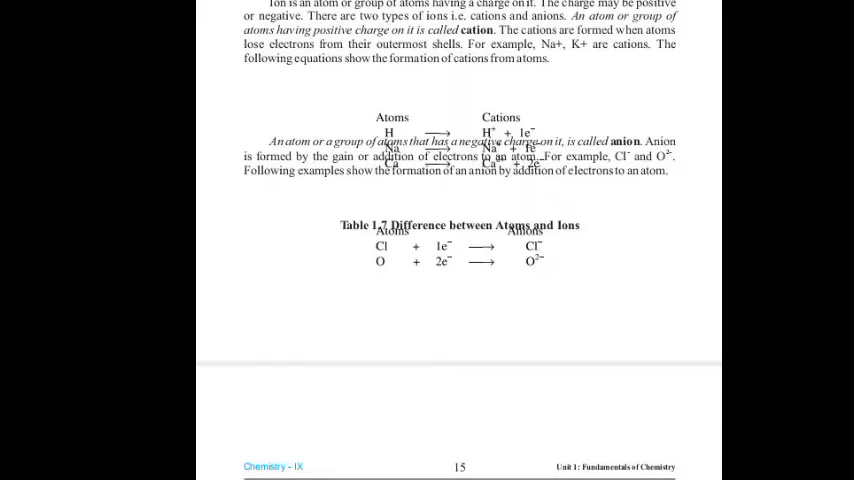 Ion is an atom or group of atoms having a charge on it. The charge may be positive
or negative. There are two types of ions i.e. cations and anions. An atom or group of
atoms having positive charge on it is called cation. The cations are formed when atoms
lose electrons from their outermost shells. For example, Na+, K+ are cations. The
following equations show the formation of cations from atoms.
Atoms Cations
H ⟶ H⁺ + 1e⁻
An atom or a group of atoms that has a negative charge on it, is called anion. Anion
Na ⟶ Na⁺ + 1e⁻
is formed by the gain or addition of electrons to an atom. For example, Cl⁻ and O²⁻.
Ca ⟶ Ca²⁺ + 2e⁻
Following examples show the formation of an anion by addition of electrons to an atom.
Table 1.7 Difference between Atoms and Ions
Atoms Anions
Cl + 1e⁻ ⟶ Cl⁻
O + 2e⁻ ⟶ O²⁻
Chemistry - IX 15 Unit 1: Fundamentals of Chemistry